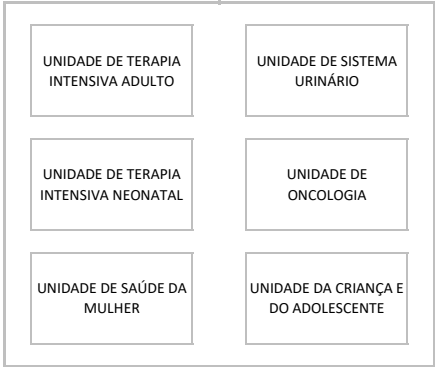 UNIDADE DE TERAPIA
INTENSIVA ADULTO
UNIDADE DE SISTEMA
URINÁRIO
UNIDADE DE TERAPIA
INTENSIVA NEONATAL
UNIDADE DE
ONCOLOGIA
UNIDADE DE SAÚDE DA
MULHER
UNIDADE DA CRIANÇA E
DO ADOLESCENTE